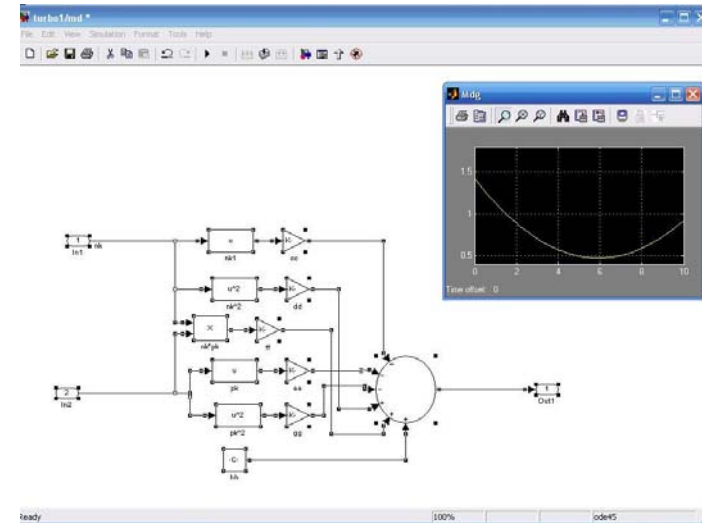 turbo1/md *
File Edit View Simulation Format Tools Help
Mdg
1.5
1
0.5
0 2 4 6 8 10
Time offset: 0
1
In1
nk
u
nk1
K-
cc
u^2
nk^2
K-
dd
×
nk*pk
K-
ff
2
In2
u
pk
K-
aa
u^2
pk^2
K-
gg
-C-
hh
1
Out1
Ready
100%
ode45